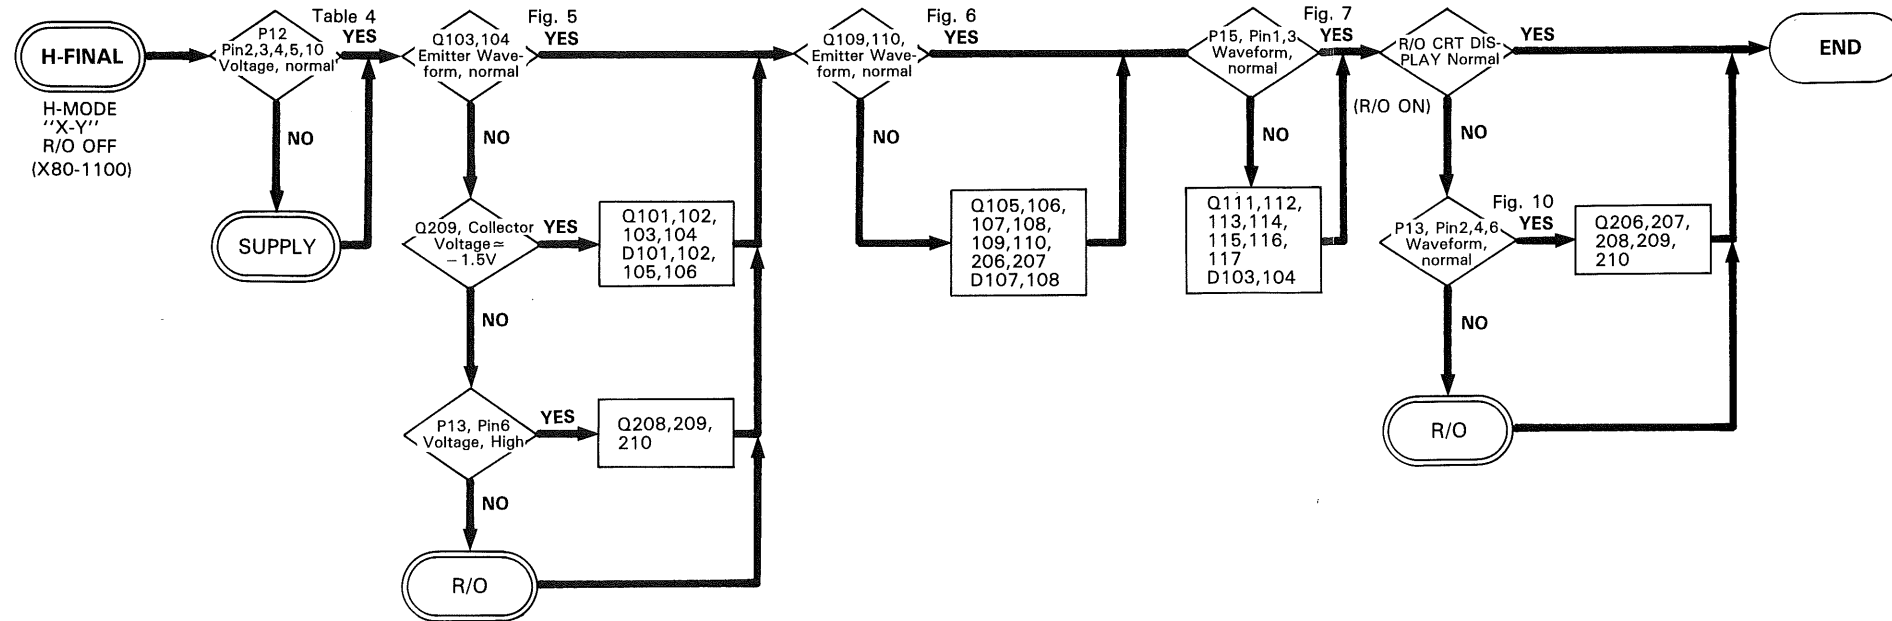 H-FINAL
H-MODE
"X-Y"
R/O OFF
(X80-1100)
P12
Pin2,3,4,5,10
Voltage, normal
Table 4
YES
NO
SUPPLY
Q103,104
Emitter Wave-
form, normal
Fig. 5
YES
NO
Q209, Collector
Voltage≃
−1.5V
YES
Q101,102,
103,104
D101,102,
105,106
NO
P13, Pin6
Voltage, High
YES
Q208,209,
210
NO
R/O
Q109,110,
Emitter Wave-
form, normal
Fig. 6
YES
NO
Q105,106,
107,108,
109,110,
206,207
D107,108
P15, Pin1,3
Waveform,
normal
Fig. 7
YES
(R/O ON)
NO
Q111,112,
113,114,
115,116,
117
D103,104
R/O CRT DIS-
PLAY Normal
YES
NO
P13, Pin2,4,6
Waveform,
normal
Fig. 10
YES
Q206,207,
208,209,
210
NO
R/O
END